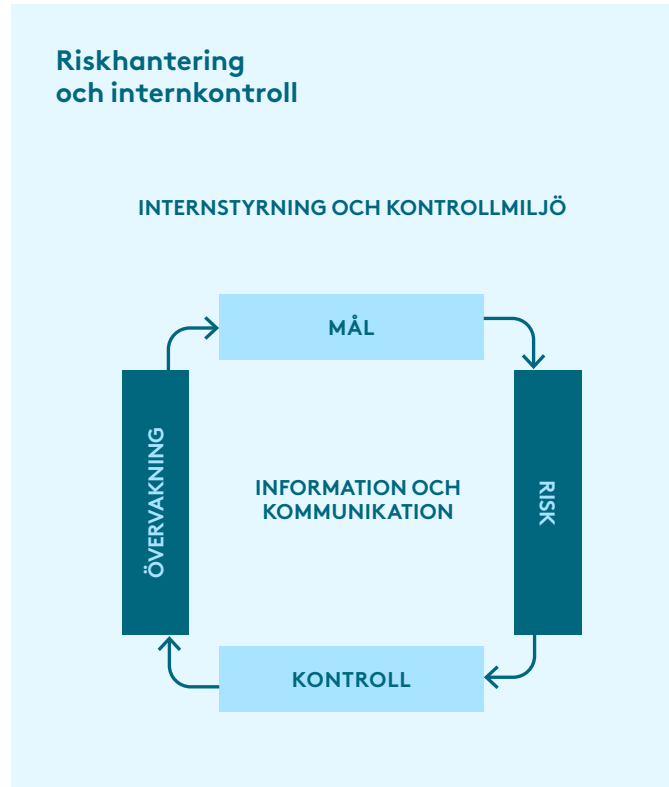 Riskhantering
och internkontroll
INTERNSTYRNING OCH KONTROLLMILJÖ
MÅL
ÖVERVAKNING
INFORMATION OCH
KOMMUNIKATION
RISK
KONTROLL